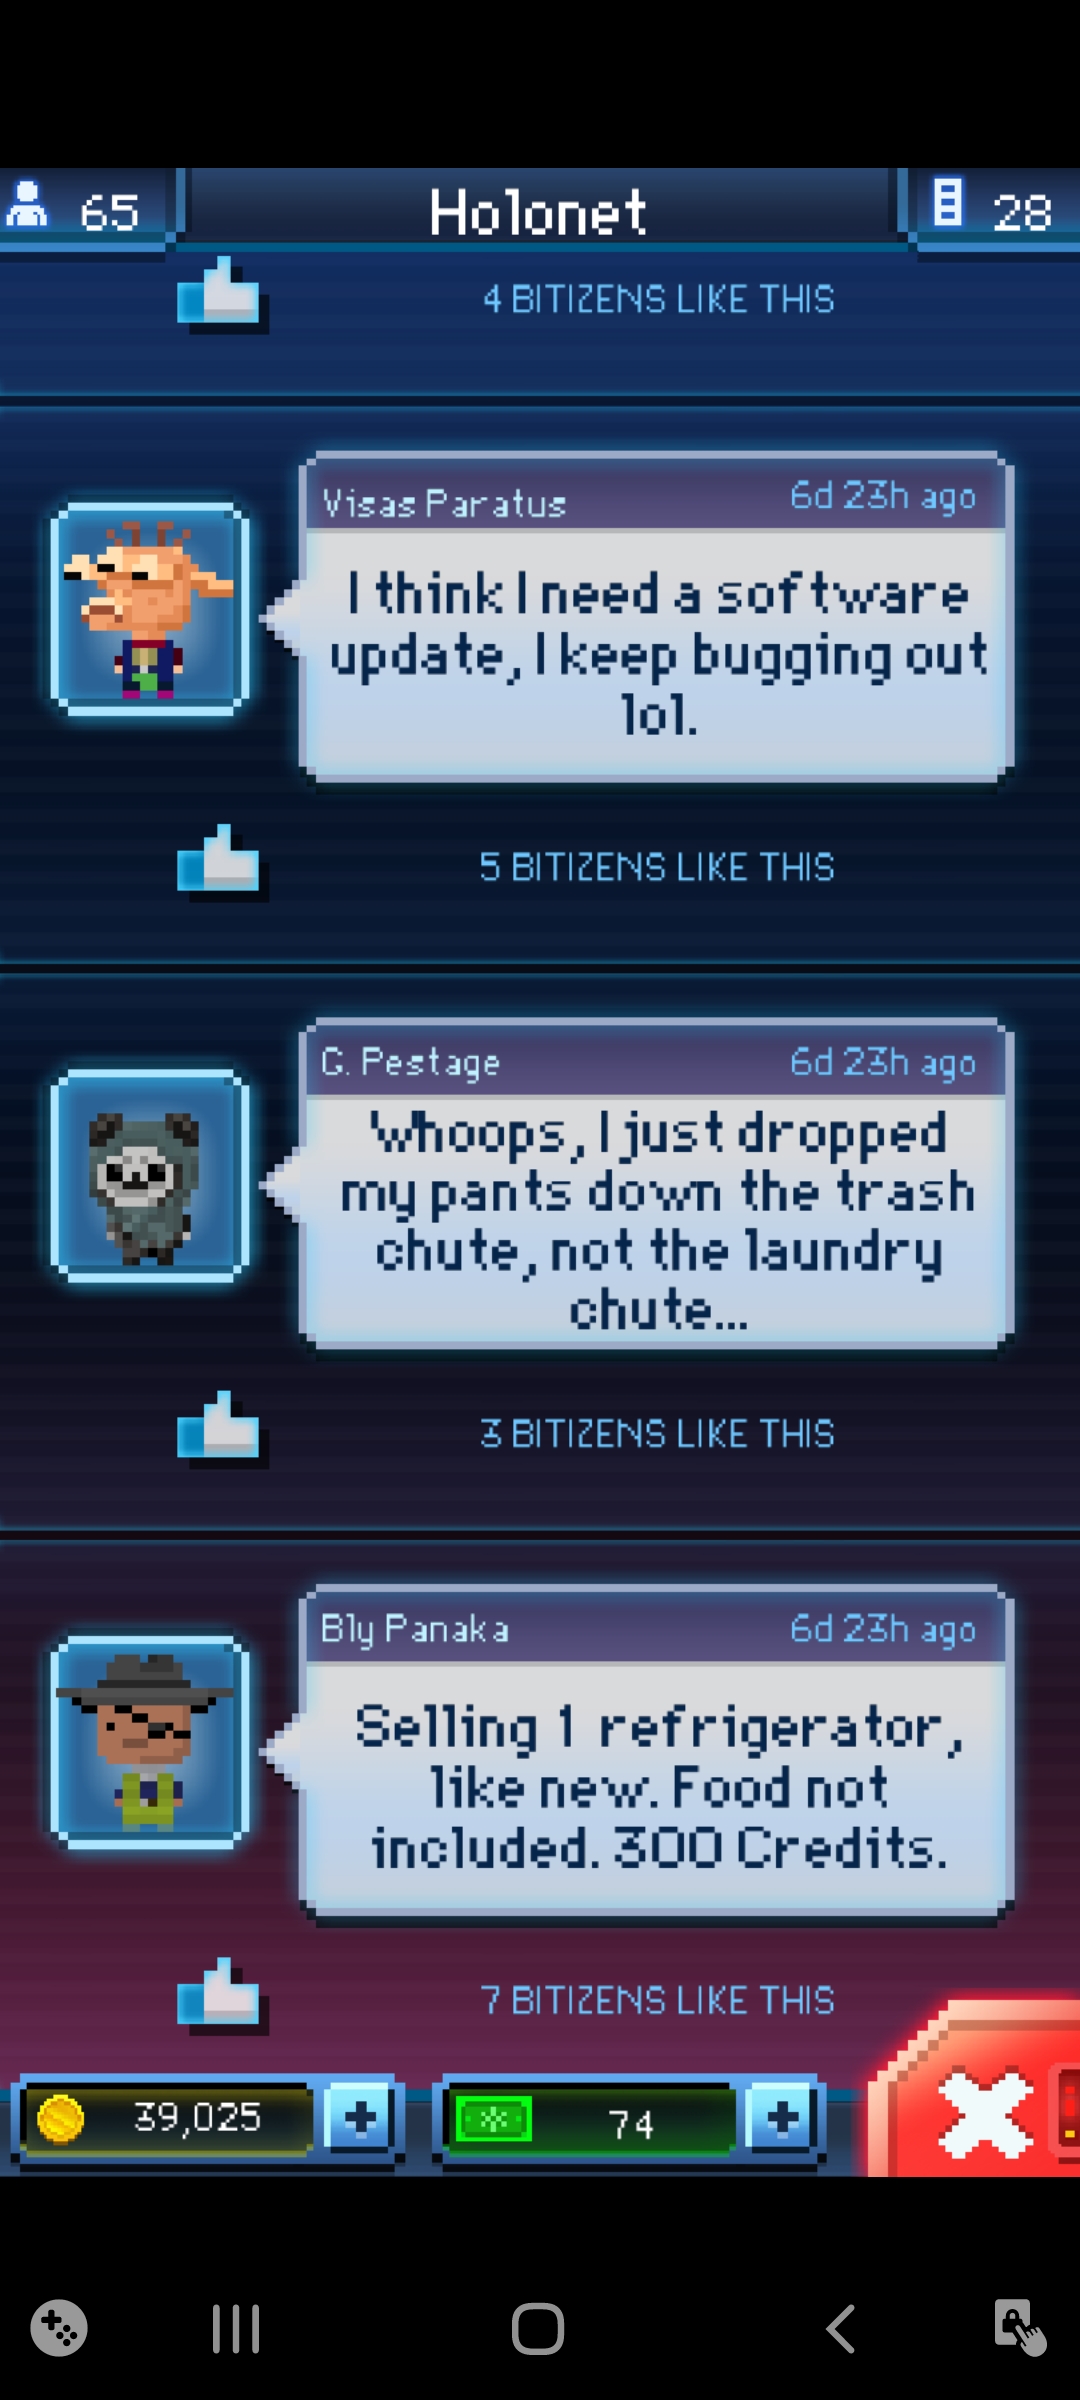 65
Holonet
28
4 BITIZENS LIKE THIS
Visas Paratus
6d 23h ago
I think I need a software
update, I keep bugging out
lol.
5 BITIZENS LIKE THIS
G. Pestage
6d 23h ago
Whoops, I just dropped
my pants down the trash
chute, not the laundry
chute...
3 BITIZENS LIKE THIS
Bly Panaka
6d 23h ago
Selling 1 refrigerator,
like new. Food not
included. 300 Credits.
7 BITIZENS LIKE THIS
39,025
74